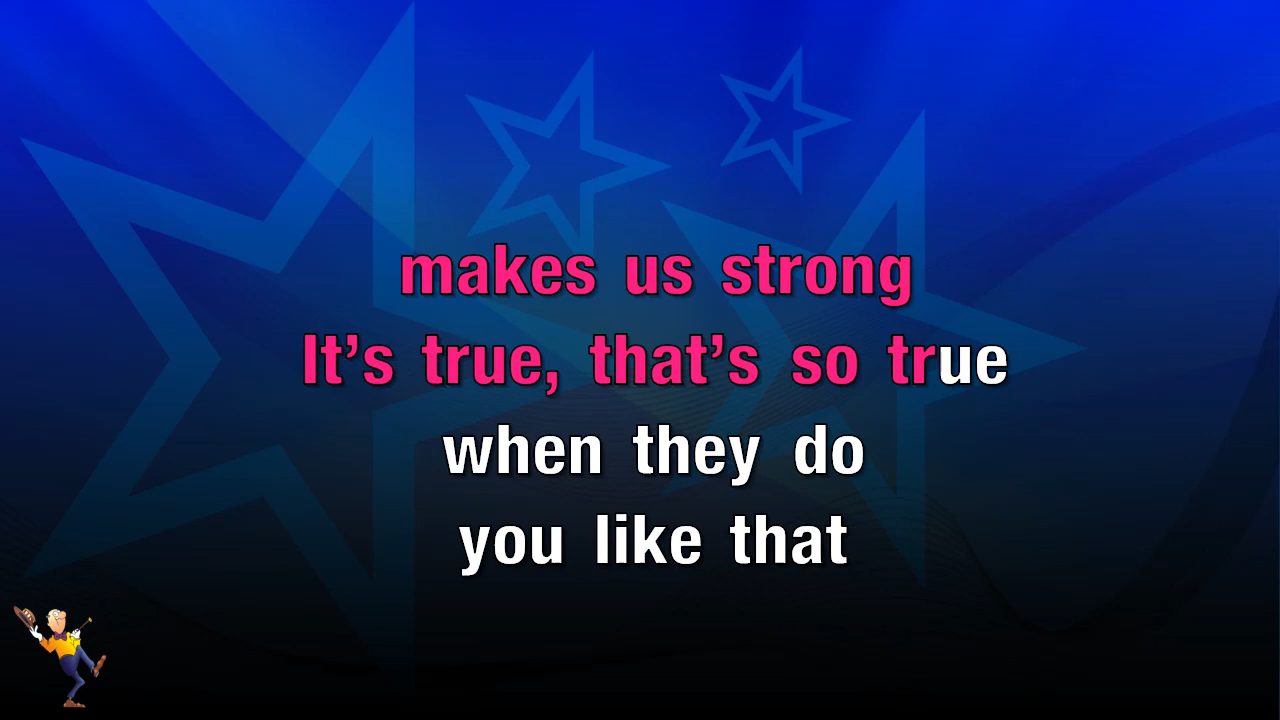 makes us strong
It's true, that's so true
when they do
you like that